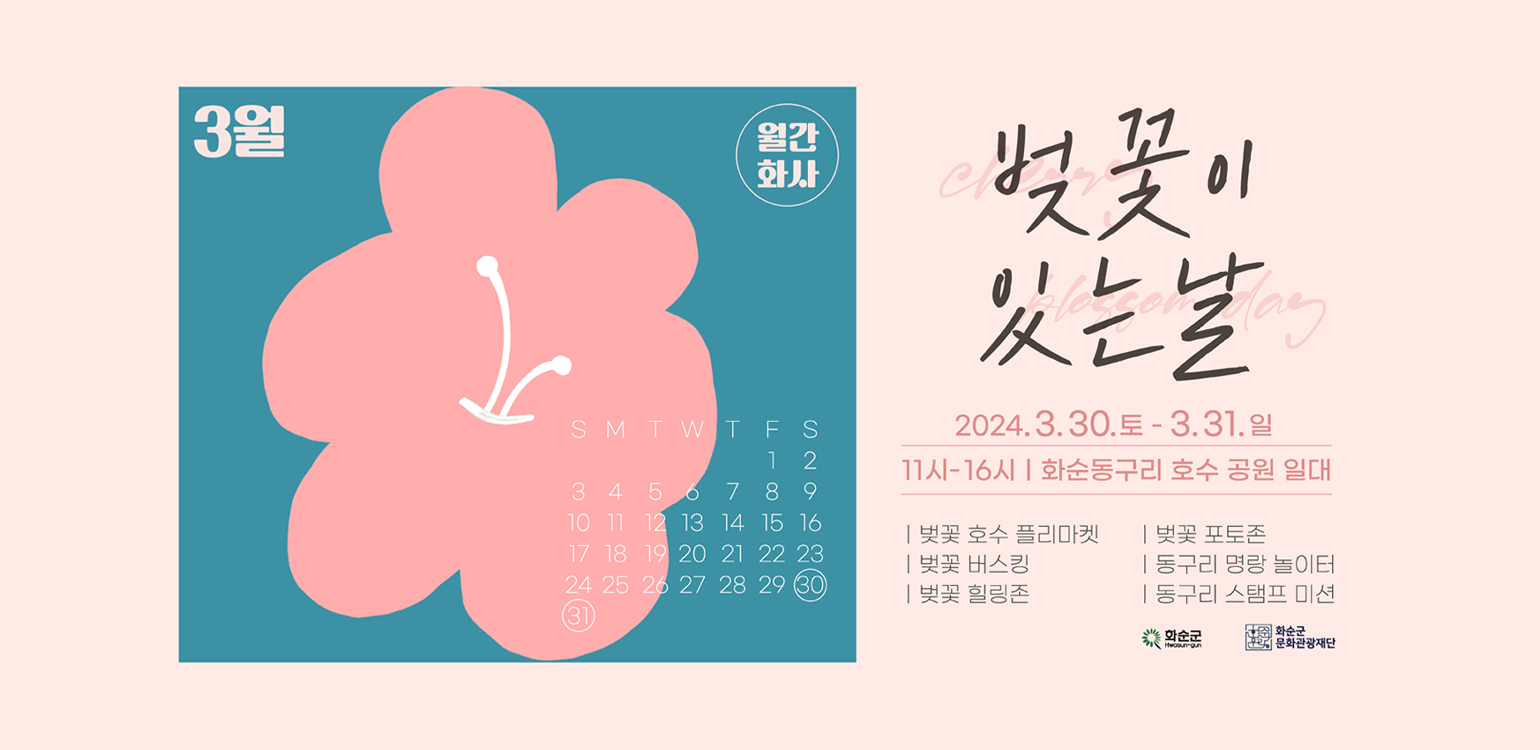 3월
월간
화사
S M T W T F S
1 2
3 4 5 6 7 8 9
10 11 12 13 14 15 16
17 18 19 20 21 22 23
24 25 26 27 28 29 30
31
cherry
벚꽃이
blossom day
있는날
2024. 3. 30. 토 - 3. 31. 일
11시-16시 | 화순동구리 호수 공원 일대
| 벚꽃 호수 플리마켓
| 벚꽃 버스킹
| 벚꽃 힐링존
| 벚꽃 포토존
| 동구리 명랑 놀이터
| 동구리 스탬프 미션
화순군
Hwasun-gun
화순군
문화관광재단